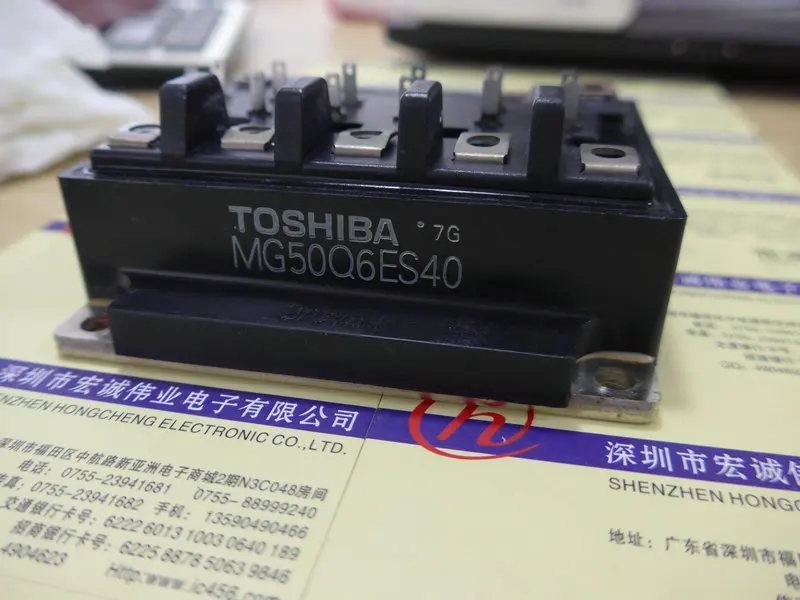 TOSHIBA 7G
MG50Q6ES40
深圳市宏诚伟业电子有限公司
SHENZHEN HONGCHENG ELECTRONIC CO.,LTD.
深圳市福田区中航路新亚洲电子商城2期N3C048房间
电话: 0755-23941681 0755-88999240
传真: 0755-23941682 手机: 13590490466
交通银行卡号: 6222 6013 1003 0640 189
招商银行卡号: 6225 8878 5063 9846
4904623 Http:www.ic456.com
深圳市宏诚伟
SHENZHEN HONGC
地址: 广东省深圳市福